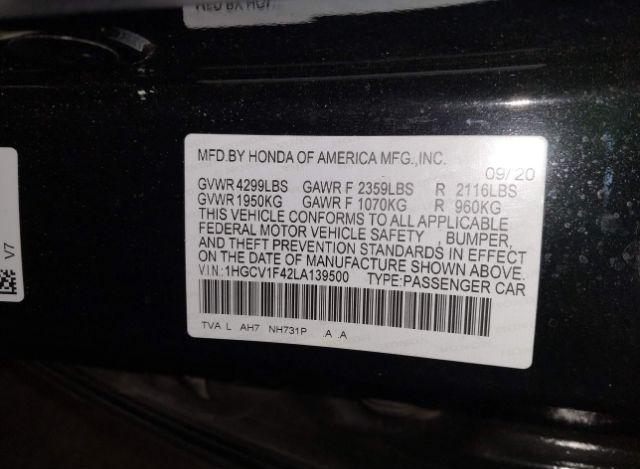 MFD.BY HONDA OF AMERICA MFG.,INC.
09/20
GVWR 4299LBS GAWR F 2359LBS R 2116LBS
GVWR 1950KG GAWR F 1070KG R 960KG
THIS VEHICLE CONFORMS TO ALL APPLICABLE
FEDERAL MOTOR VEHICLE SAFETY , BUMPER,
AND THEFT PREVENTION STANDARDS IN EFFECT
ON THE DATE OF MANUFACTURE SHOWN ABOVE.
VIN: 1HGCV1F42LA139500 TYPE:PASSENGER CAR
TVA L AH7 NH731P .A .A
V7